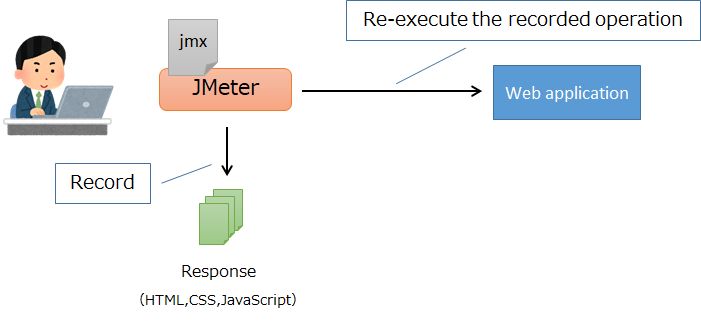 Re-execute the recorded operation
jmx
JMeter
Web application
Record
Response
(HTML,CSS,JavaScript)